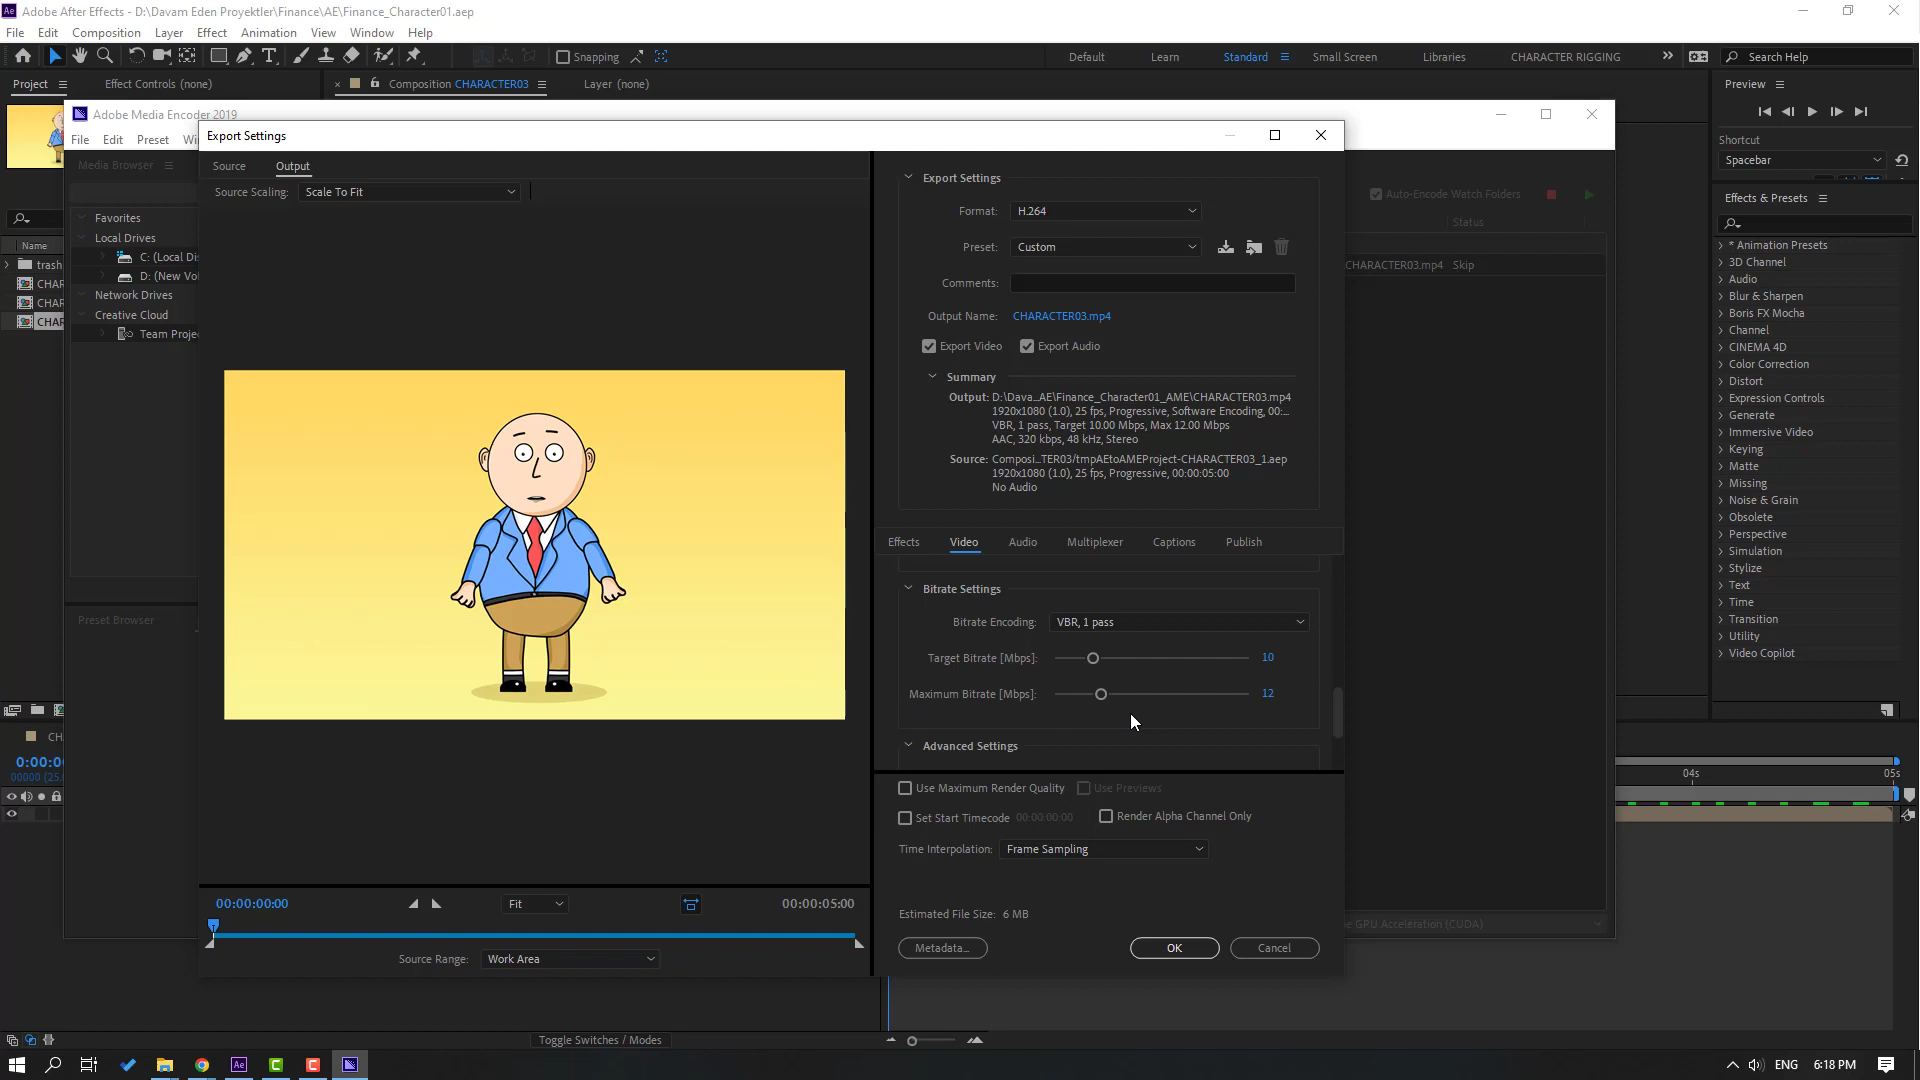 Adobe After Effects - D:\Davam Eden Proyektler\Finance\AE\Finance_Character01.aep
File Edit Composition Layer Effect Animation View Window Help
Snapping Default Learn Standard Small Screen Libraries CHARACTER RIGGING Search Help
Project Effect Controls (none) Composition CHARACTER03 Layer (none) Preview
Adobe Media Encoder 2019
File Edit Preset
Export Settings
Media Browser
Source Output
Source Scaling: Scale To Fit
Favorites
Local Drives
C: (Local
D: (New
Network Drives
Creative Cloud
Team
Preset Browser
Name
trash
Export Settings
Format: H.264
Preset: Custom
Comments:
Output Name: CHARACTER03.mp4
Export Video Export Audio
Summary
Output: D:\Dava...AE\Finance_Character01_AME\CHARACTER03.mp4
1920x1080 (1.0), 25 fps, Progressive, Software Encoding, 00:...
VBR, 1 pass, Target 10.00 Mbps, Max 12.00 Mbps
AAC, 320 kbps, 48 kHz, Stereo
Source: Composi...TER03/tmpAEtoAMEProject-CHARACTER03_1.aep
1920x1080 (1.0), 25 fps, Progressive, 00:00:05:00
No Audio
Effects Video Audio Multiplexer Captions Publish
Bitrate Settings
Bitrate Encoding: VBR, 1 pass
Target Bitrate [Mbps]: 10
Maximum Bitrate [Mbps]: 12
Advanced Settings
Use Maximum Render Quality Use Previews
Set Start Timecode 00:00:00:00 Render Alpha Channel Only
Time Interpolation: Frame Sampling
Estimated File Size: 6 MB
Metadata... OK Cancel
00:00:00:00 Fit 00:00:05:00
Source Range: Work Area
Auto-Encode Watch Folders
Status
CHARACTER03.mp4 Skip
GPU Acceleration (CUDA)
Shortcut
Spacebar
Effects & Presets
* Animation Presets
3D Channel
Audio
Blur & Sharpen
Boris FX Mocha
Channel
CINEMA 4D
Color Correction
Distort
Expression Controls
Generate
Immersive Video
Keying
Matte
Missing
Noise & Grain
Obsolete
Perspective
Simulation
Stylize
Text
Time
Transition
Utility
Video Copilot
04s 05s
Toggle Switches / Modes
ENG 6:18 PM